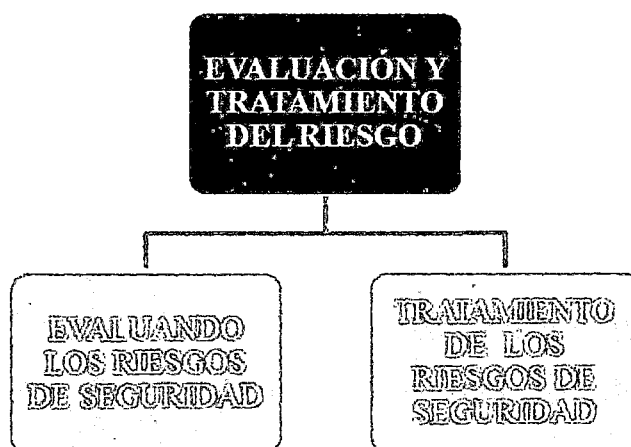 EVALUACIÓN Y
TRATAMIENTO
DEL RIESGO
EVALUANDO
LOS RIESGOS
DE SEGURIDAD
TRATAMIENTO
DE LOS
RIESGOS DE
SEGURIDAD